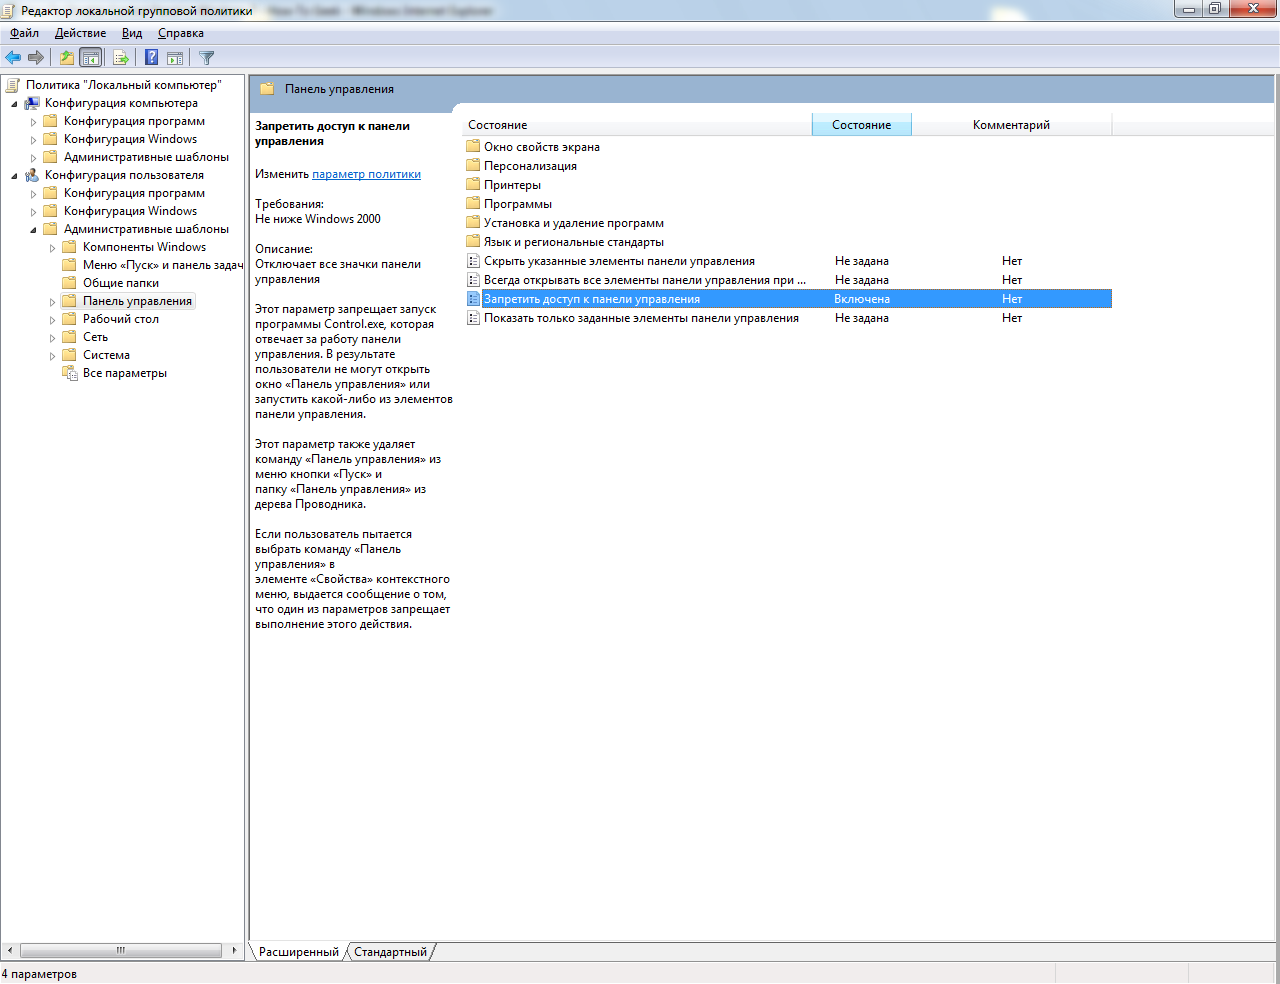 Редактор локальной групповой политики
How-To Geek - Windows Internet Explorer
Файл
Действие
Вид
Справка
Политика "Локальный компьютер"
Конфигурация компьютера
Конфигурация программ
Конфигурация Windows
Административные шаблоны
Конфигурация пользователя
Конфигурация программ
Конфигурация Windows
Административные шаблоны
Компоненты Windows
Меню «Пуск» и панель задач
Общие папки
Панель управления
Рабочий стол
Сеть
Система
Все параметры
Панель управления
Запретить доступ к панели
управления
Изменить параметр политики
Требования:
Не ниже Windows 2000
Описание:
Отключает все значки панели
управления
Этот параметр запрещает запуск
программы Control.exe, которая
отвечает за работу панели
управления. В результате
пользователи не могут открыть
окно «Панель управления» или
запустить какой-либо из элементов
панели управления.
Этот параметр также удаляет
команду «Панель управления» из
меню кнопки «Пуск» и
папку «Панель управления» из
дерева Проводника.
Если пользователь пытается
выбрать команду «Панель
управления» в
элементе «Свойства» контекстного
меню, выдается сообщение о том,
что один из параметров запрещает
выполнение этого действия.
Состояние Состояние Комментарий
Окно свойств экрана
Персонализация
Принтеры
Программы
Установка и удаление программ
Язык и региональные стандарты
Скрыть указанные элементы панели управления Не задана Нет
Всегда открывать все элементы панели управления при ... Не задана Нет
Запретить доступ к панели управления Включена Нет
Показать только заданные элементы панели управления Не задана Нет
Расширенный
Стандартный
4 параметров